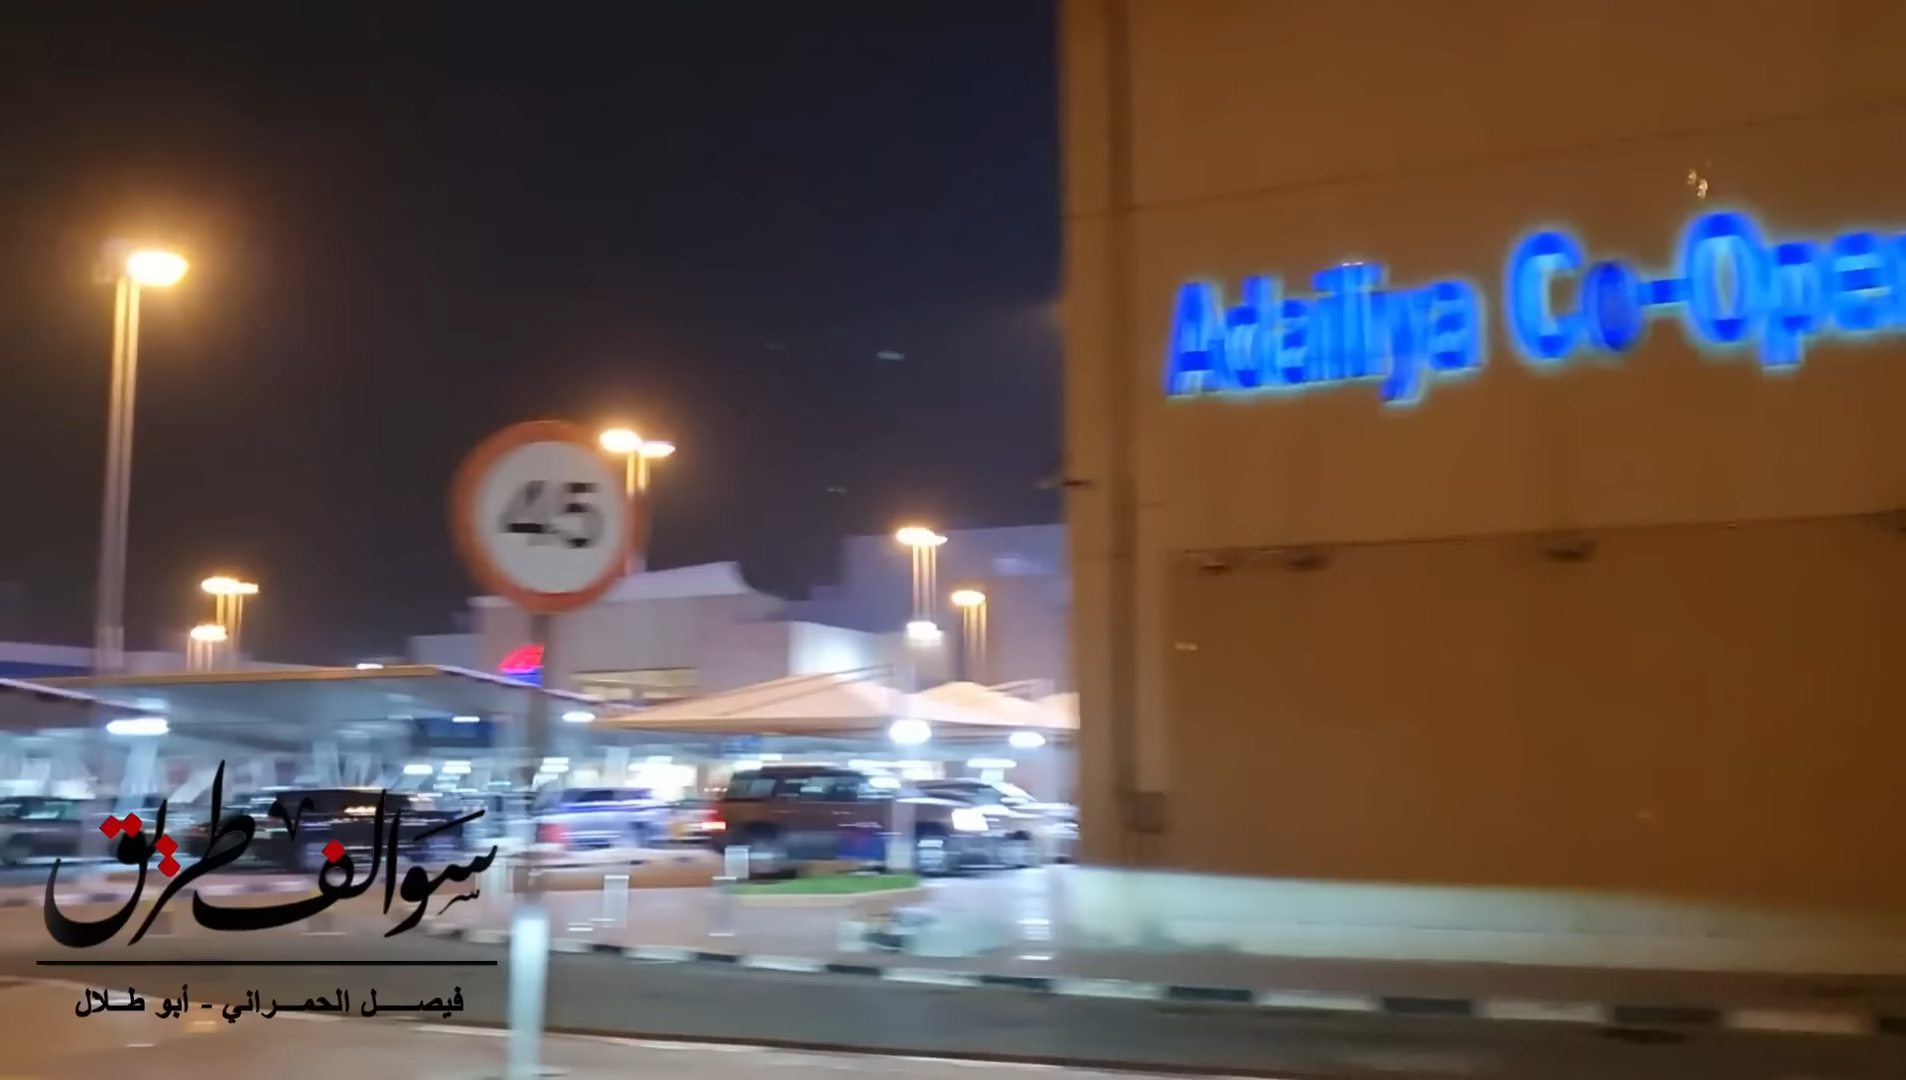 Adailiya Co-Oper
45
سوالف طريق
فيصل الحمراني - أبو طلال